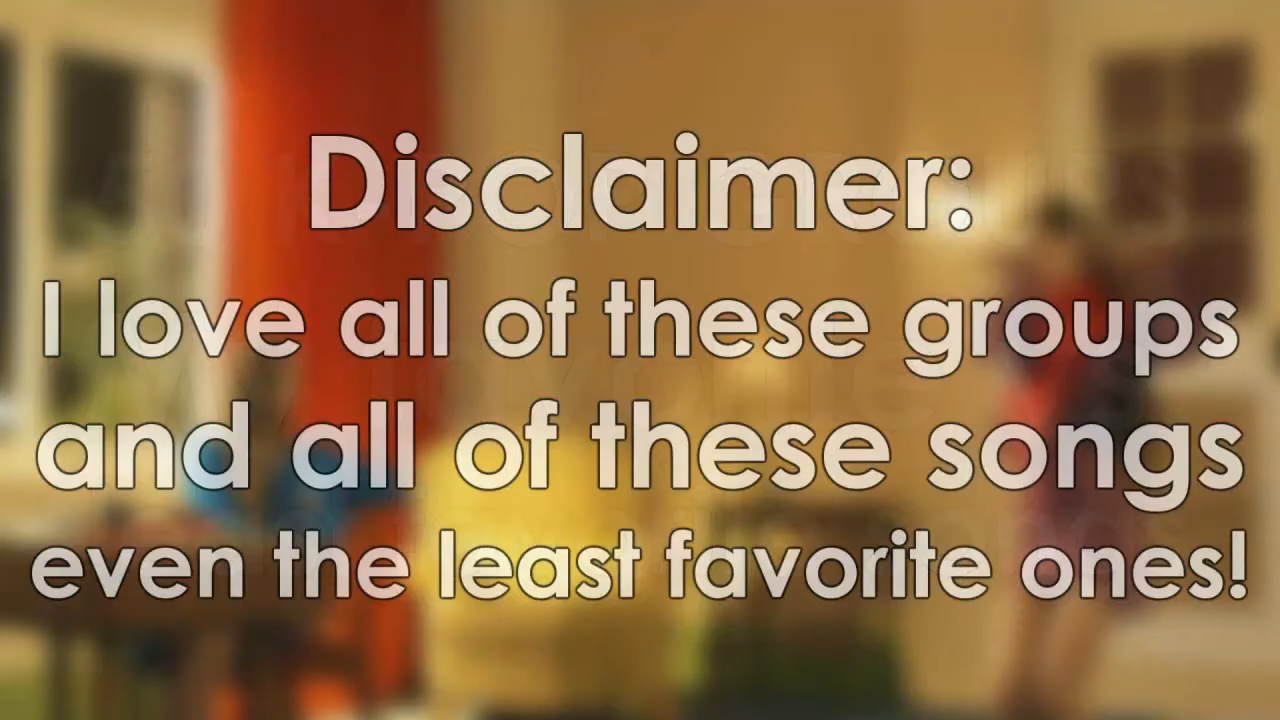 Disclaimer:
I love all of these groups
and all of these songs
even the least favorite ones!